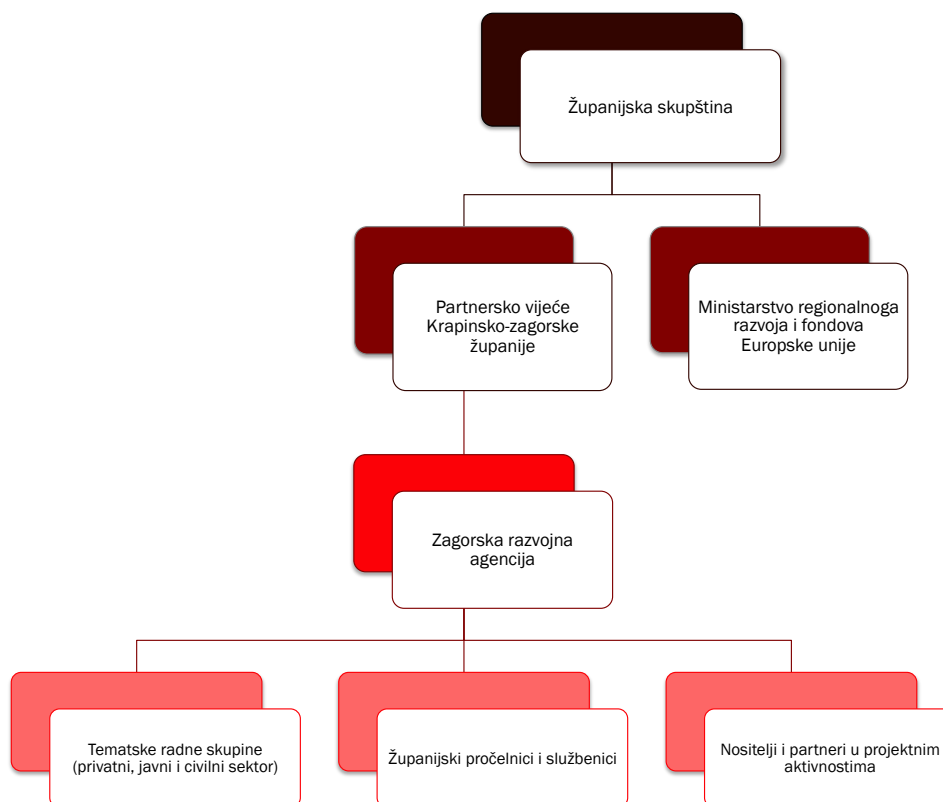 Županijska skupština
Partnersko vijeće
Krapinsko-zagorske
županije
Ministarstvo regionalnoga
razvoja i fondova
Europske unije
Zagorska razvojna
agencija
Tematske radne skupine
(privatni, javni i civilni sektor)
Županijski pročelnici i službenici
Nositelji i partneri u projektnim
aktivnostima